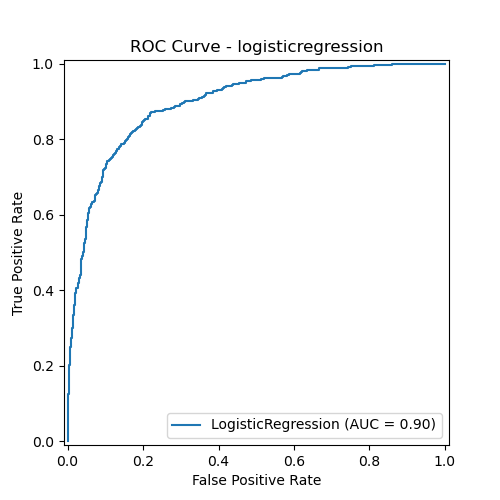 ROC Curve - logisticregression
1.0
0.8
0.6
0.4
0.2
0.0
True Positive Rate
LogisticRegression (AUC = 0.90)
0.0 0.2 0.4 0.6 0.8 1.0
False Positive Rate